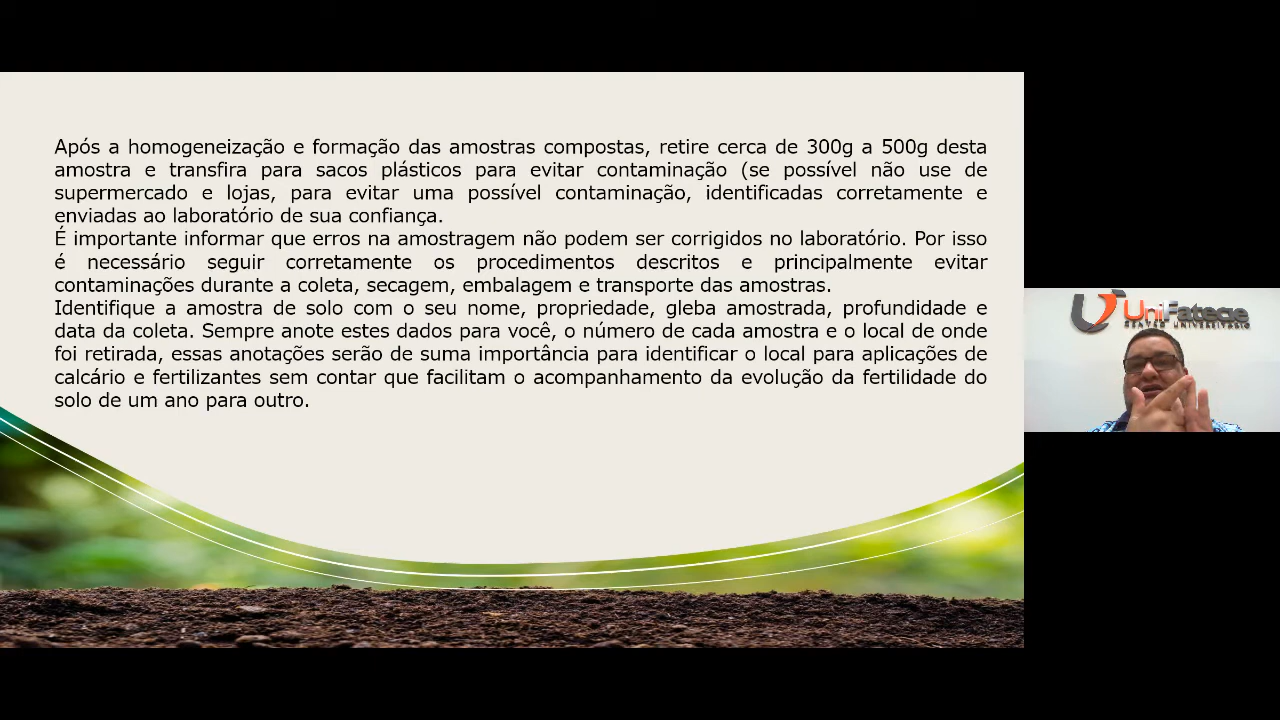 Após a homogeneização e formação das amostras compostas, retire cerca de 300g a 500g desta
amostra e transfira para sacos plásticos para evitar contaminação (se possível não use de
supermercado e lojas, para evitar uma possível contaminação, identificadas corretamente e
enviadas ao laboratório de sua confiança.
É importante informar que erros na amostragem não podem ser corrigidos no laboratório. Por isso
é necessário seguir corretamente os procedimentos descritos e principalmente evitar
contaminações durante a coleta, secagem, embalagem e transporte das amostras.
Identifique a amostra de solo com o seu nome, propriedade, gleba amostrada, profundidade e
data da coleta. Sempre anote estes dados para você, o número de cada amostra e o local de onde
foi retirada, essas anotações serão de suma importância para identificar o local para aplicações de
calcário e fertilizantes sem contar que facilitam o acompanhamento da evolução da fertilidade do
solo de um ano para outro.
UniFatecie
CENTRO UNIVERSITÁRIO